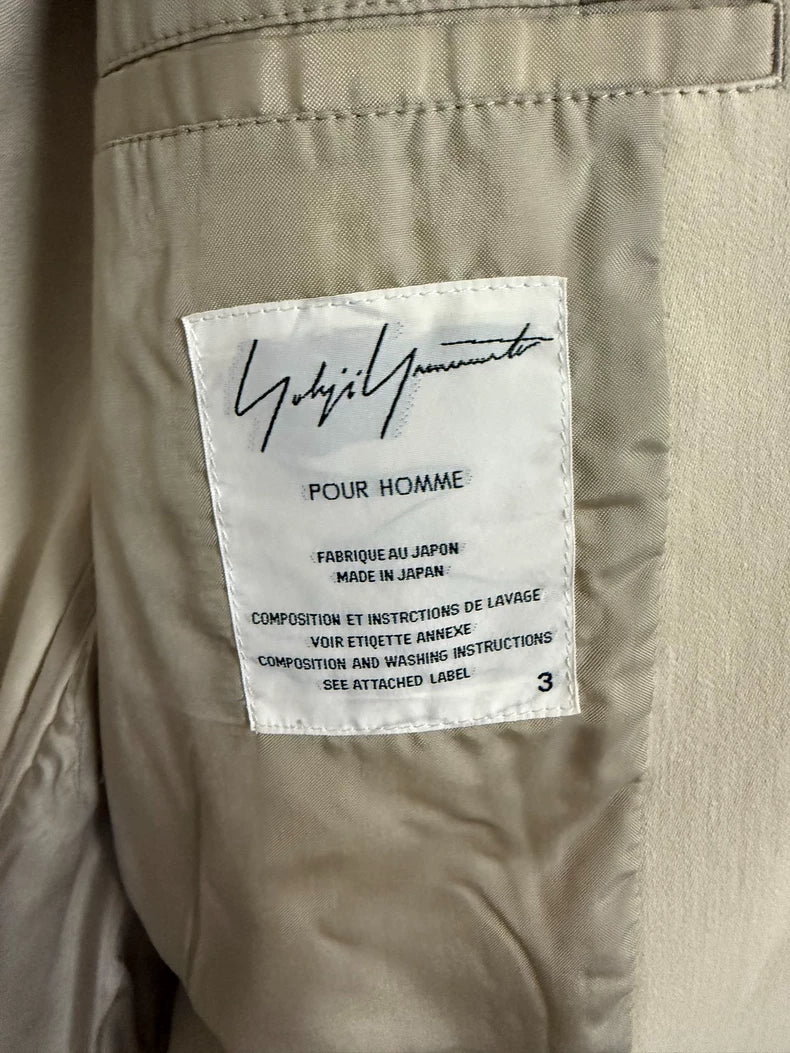 Yohji Yamamoto
POUR HOMME
FABRIQUE AU JAPON
MADE IN JAPAN
COMPOSITION ET INSTRCTIONS DE LAVAGE
VOIR ETIQETTE ANNEXE
COMPOSITION AND WASHING INSTRUCTIONS
SEE ATTACHED LABEL
3